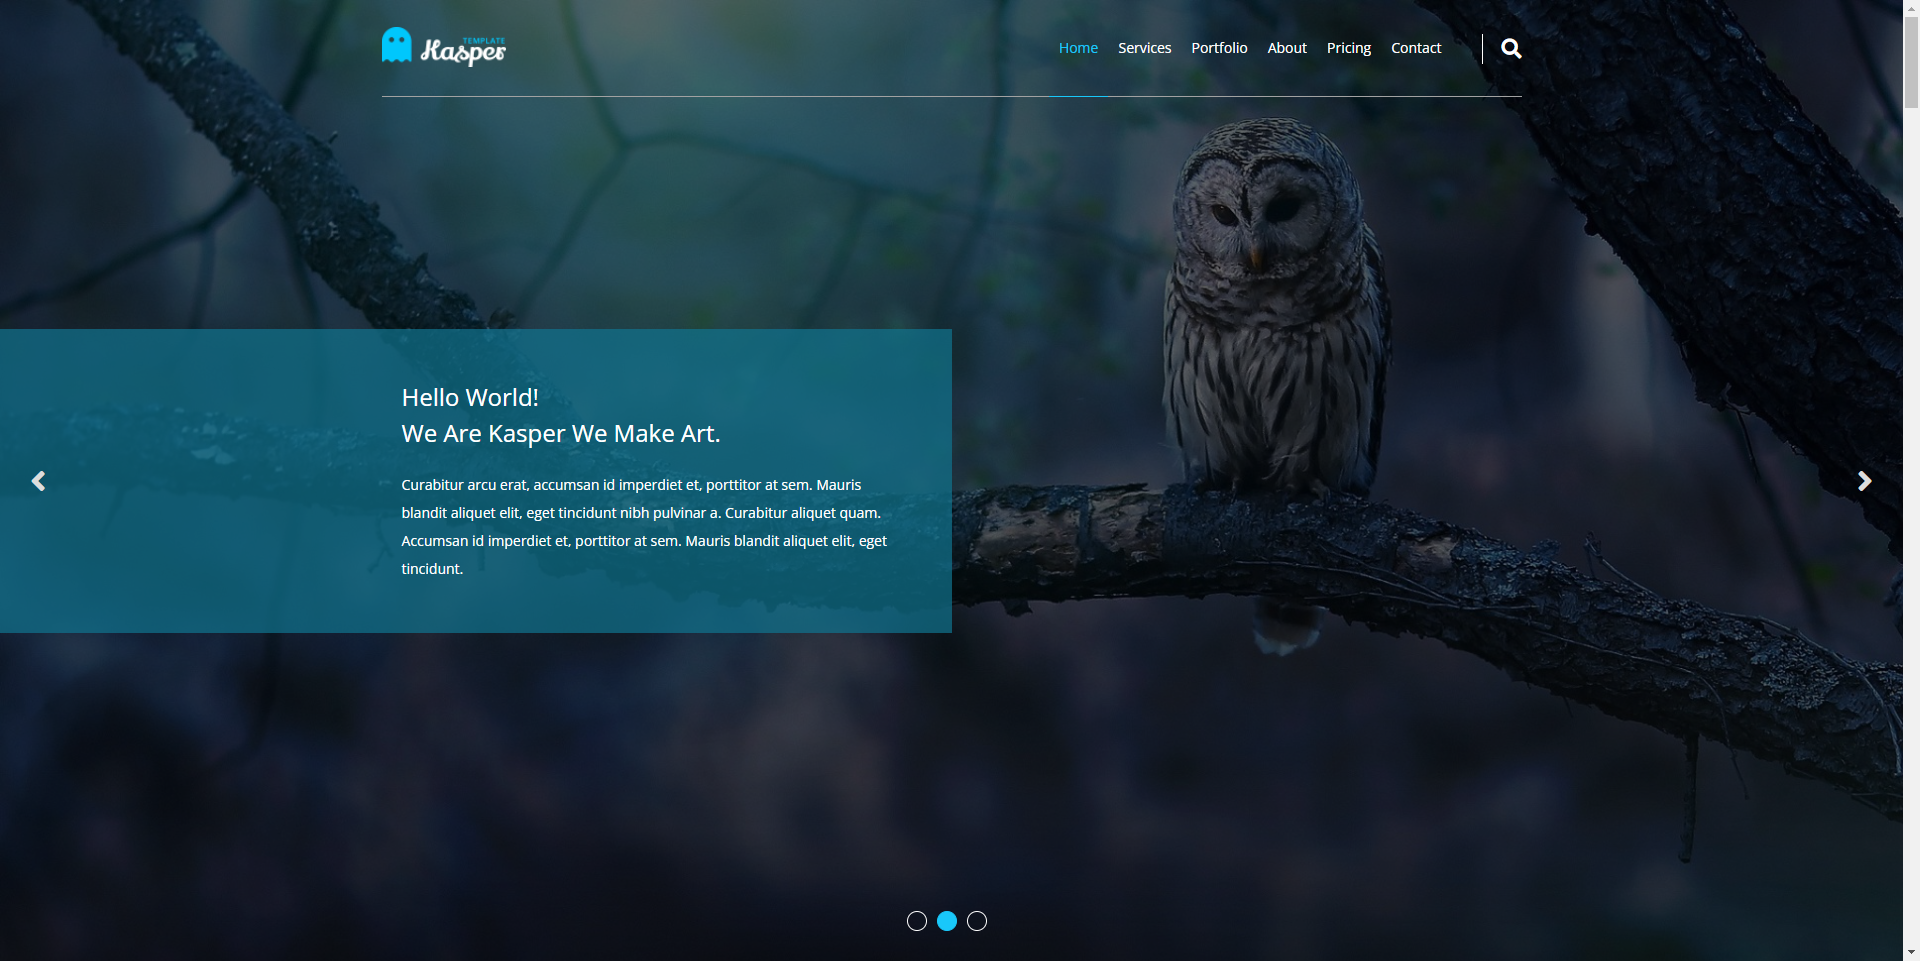 TEMPLATE
Kasper
Home Services Portfolio About Pricing Contact
Hello World!
We Are Kasper We Make Art.
Curabitur arcu erat, accumsan id imperdiet et, porttitor at sem. Mauris
blandit aliquet elit, eget tincidunt nibh pulvinar a. Curabitur aliquet quam.
Accumsan id imperdiet et, porttitor at sem. Mauris blandit aliquet elit, eget
tincidunt.